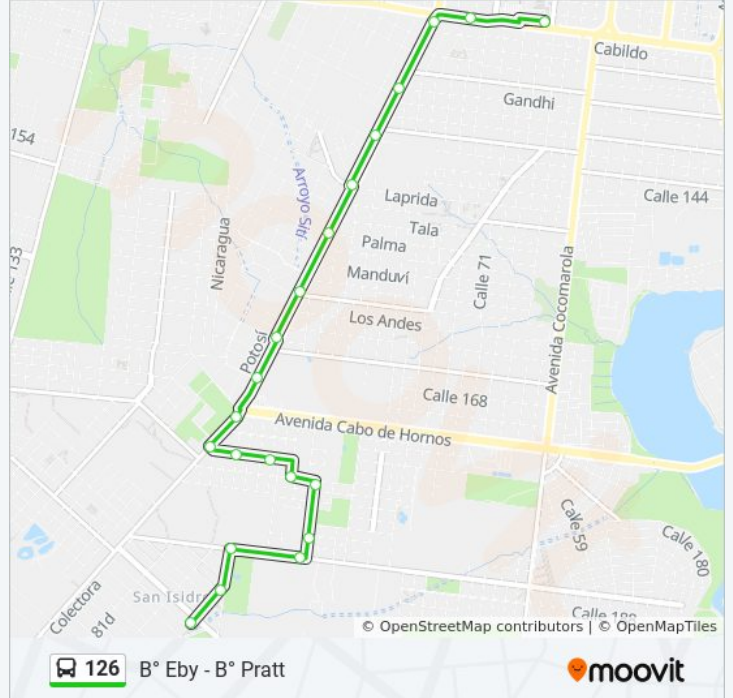 Cabildo
Gandhi
154
Calle 144
Laprida
Arroyo Sití
Tala
Palma
Nicaragua
133
Manduví
Calle 71
Avenida Cocomarola
Los Andes
Potosí
Calle 168
Avenida Cabo de Hornos
Calle 59
Calle 180
Colectora
San Isidro
81d
© OpenStreetMap contributors | © OpenMapTiles
126 B° Eby - B° Pratt
moovit